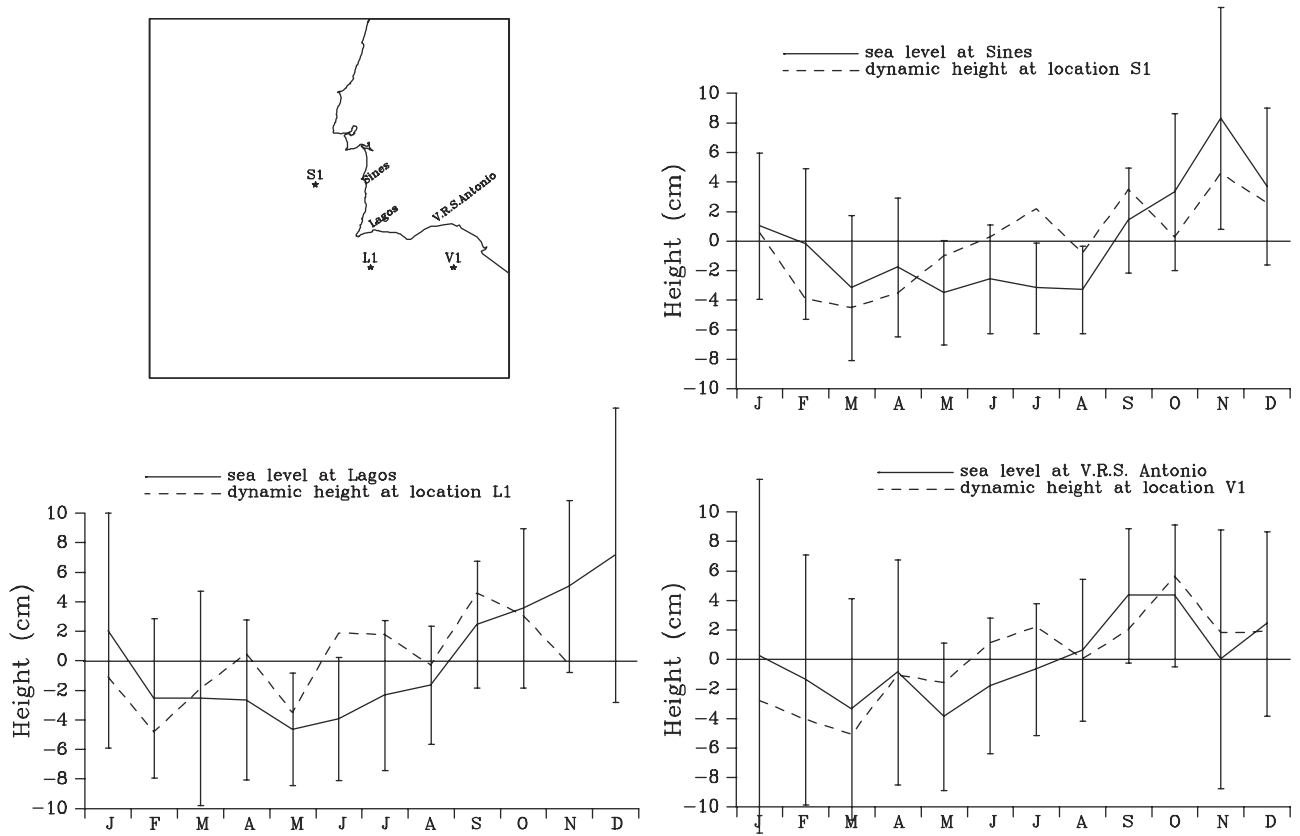 S1
Sines
Lagos
V.R.S.Antonio
L1
V1
sea level at Sines
dynamic height at location S1
Height (cm)
10
8
6
4
2
0
−2
−4
−6
−8
−10
J F M A M J J A S O N D
sea level at Lagos
dynamic height at location L1
Height (cm)
10
8
6
4
2
0
−2
−4
−6
−8
−10
J F M A M J J A S O N D
sea level at V.R.S. Antonio
dynamic height at location V1
Height (cm)
10
8
6
4
2
0
−2
−4
−6
−8
−10
J F M A M J J A S O N D